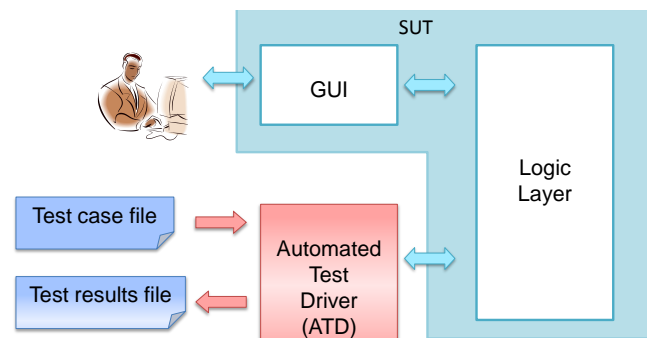 SUT
GUI
Logic
Layer
Test case file
Automated
Test
Driver
(ATD)
Test results file